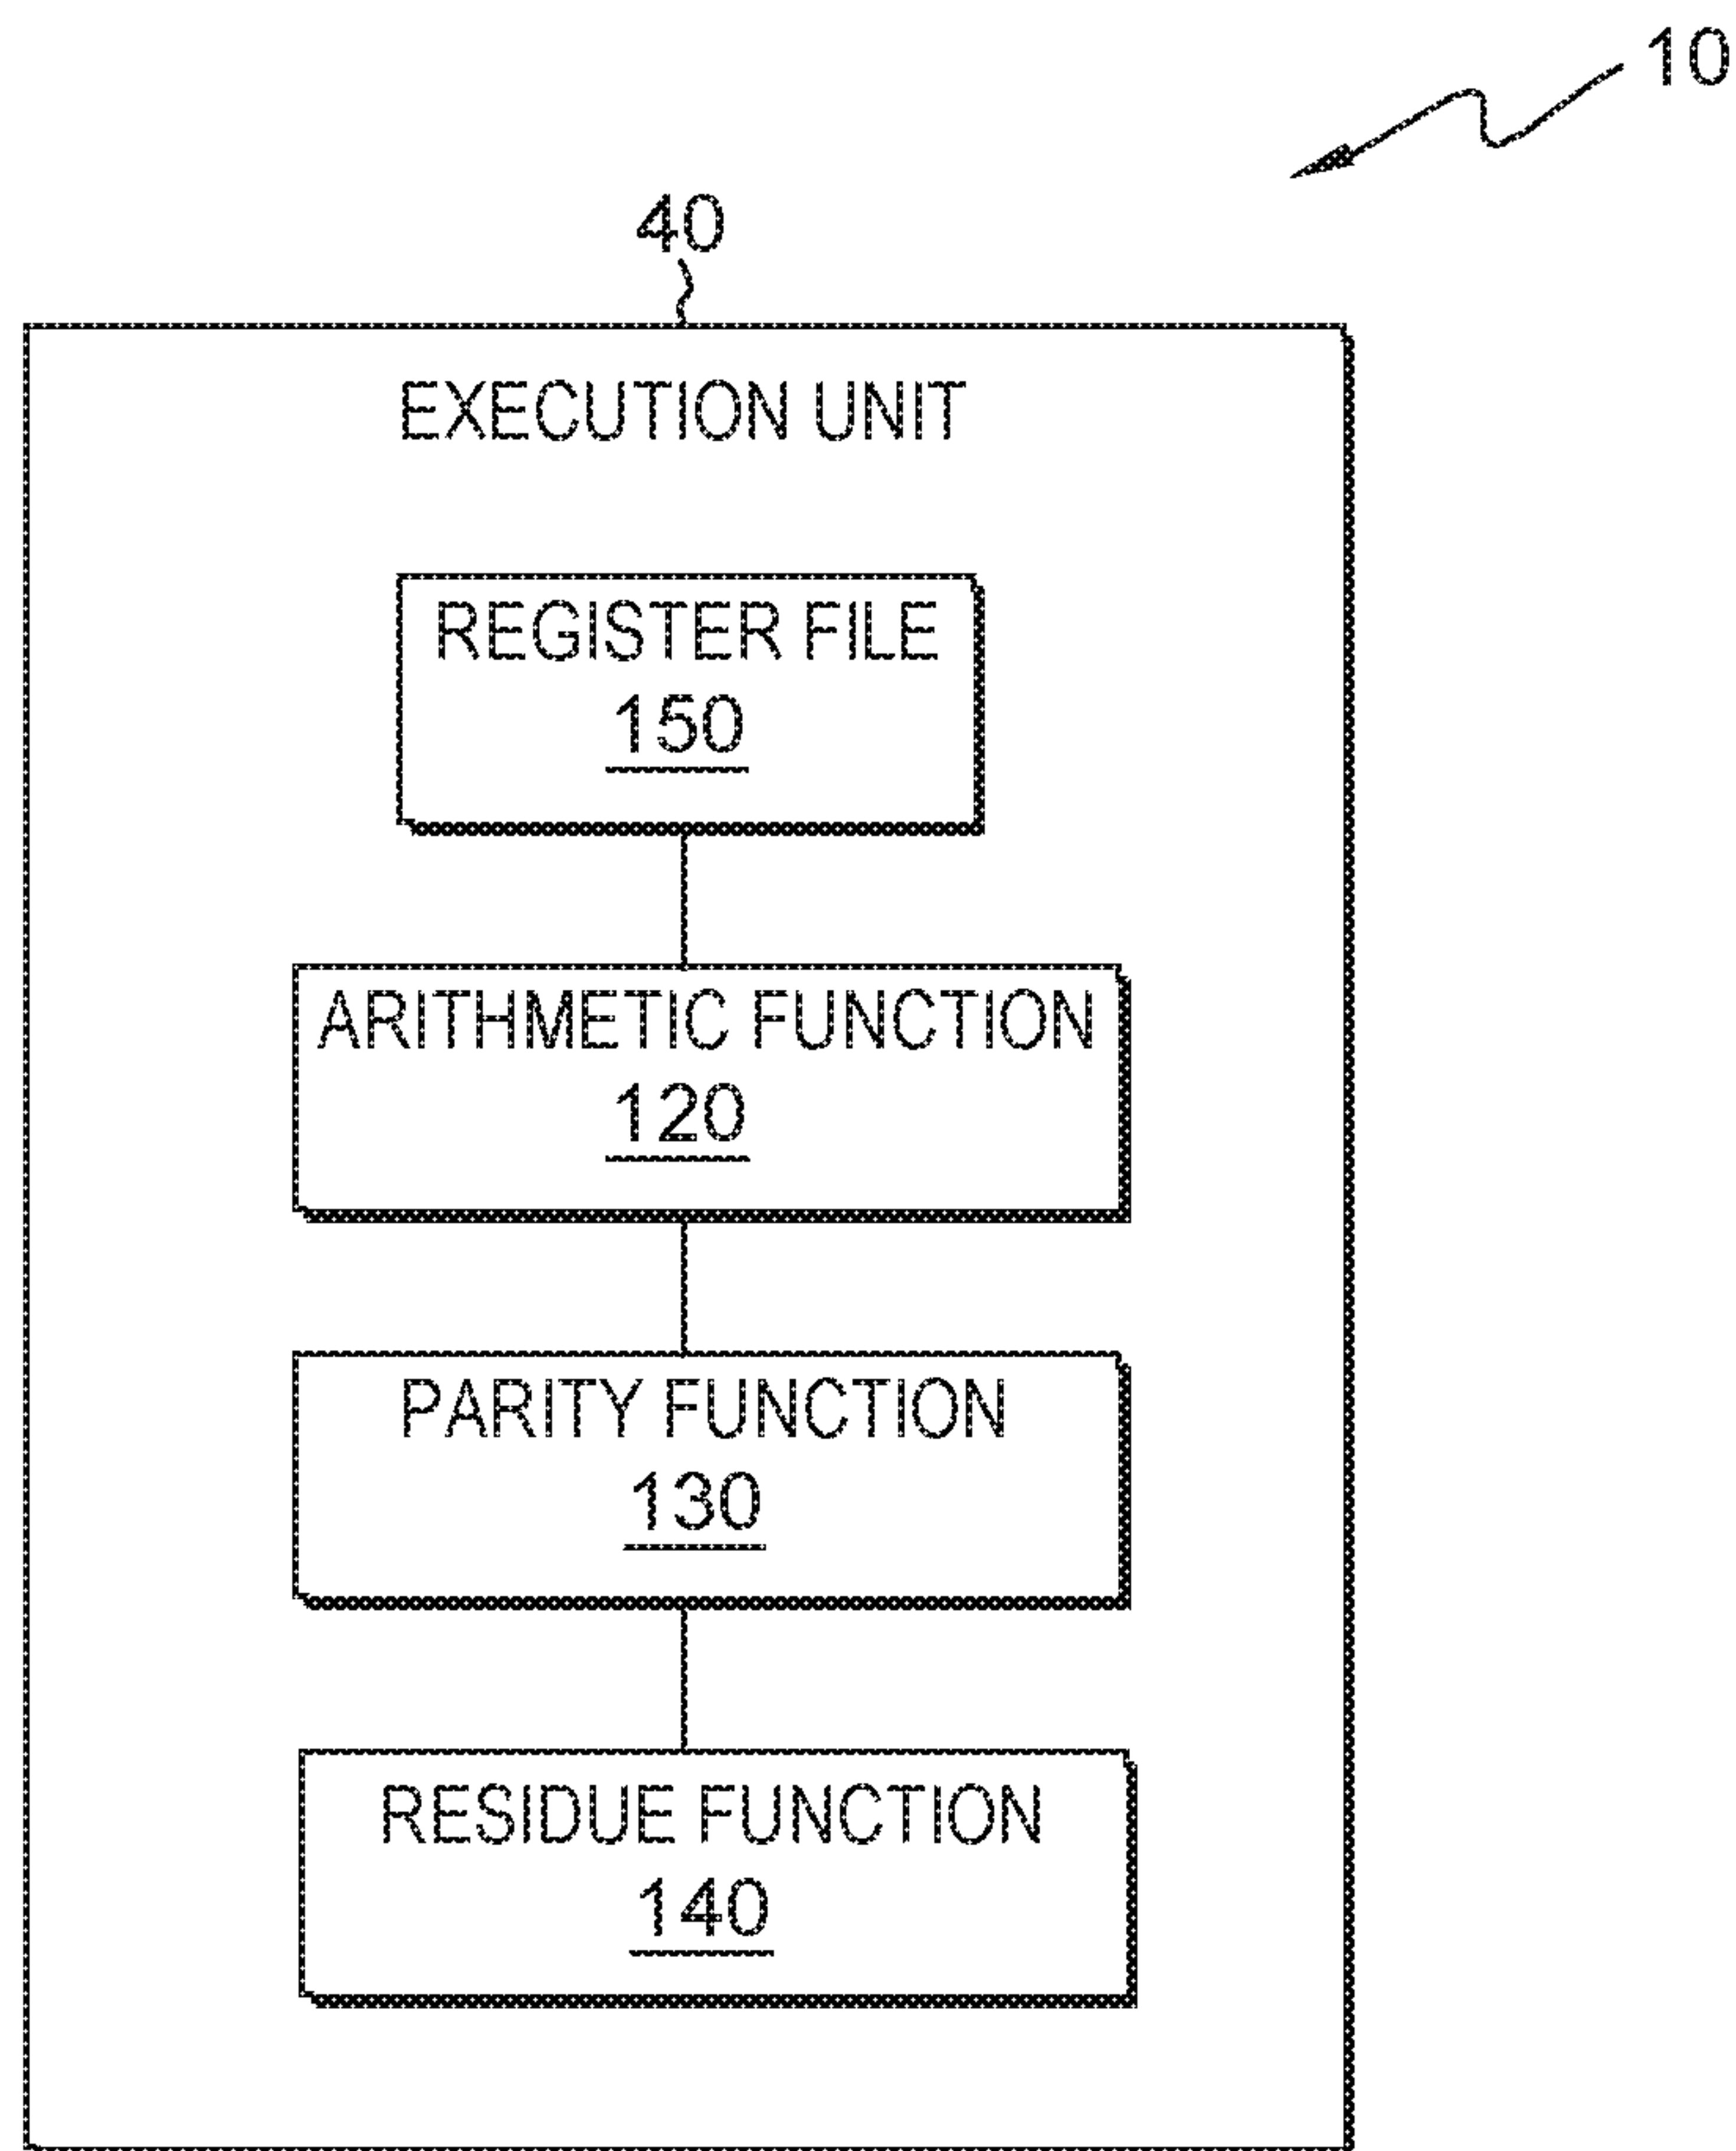 10
40
EXECUTION UNIT
REGISTER FILE
150
ARITHMETIC FUNCTION
120
PARITY FUNCTION
130
RESIDUE FUNCTION
140